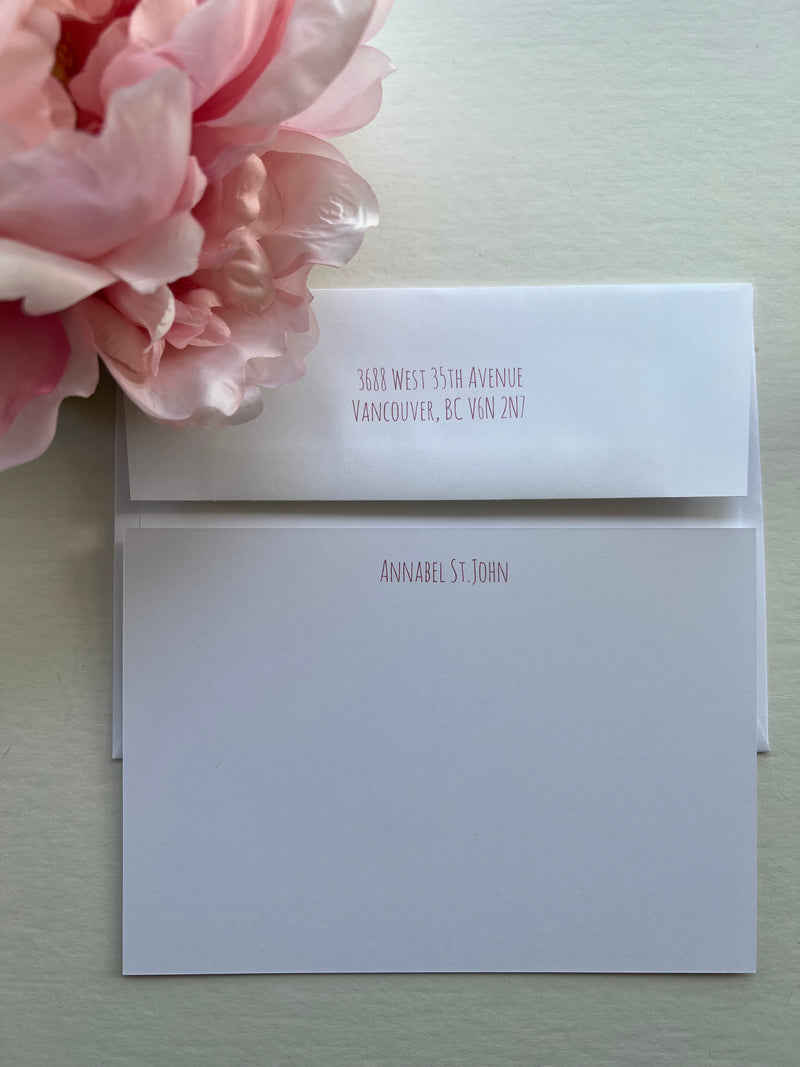 3688 West 35th Avenue
Vancouver, BC V6N 2N7
Annabel St.John